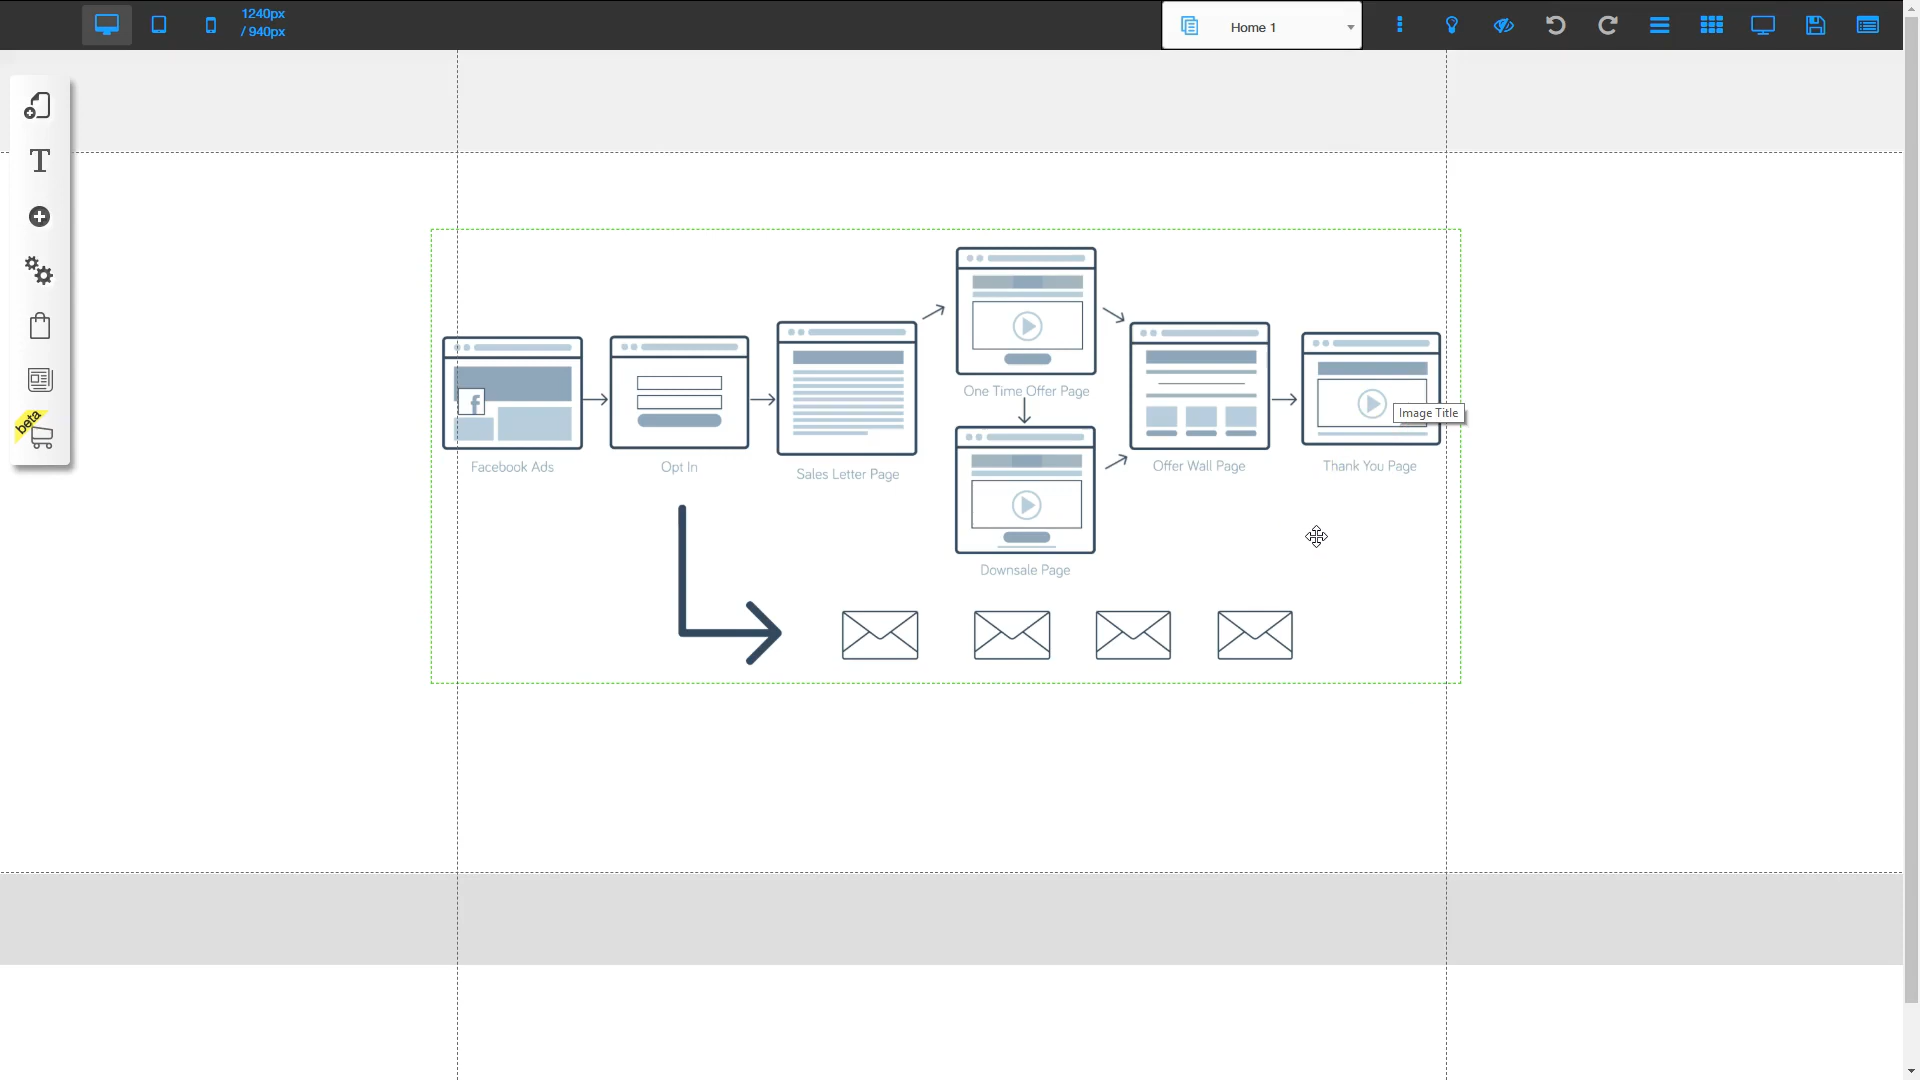 1240px
/ 940px
Home 1
T
beta
f
Facebook Ads
Opt In
Sales Letter Page
One Time Offer Page
Downsale Page
Offer Wall Page
Thank You Page
Image Title